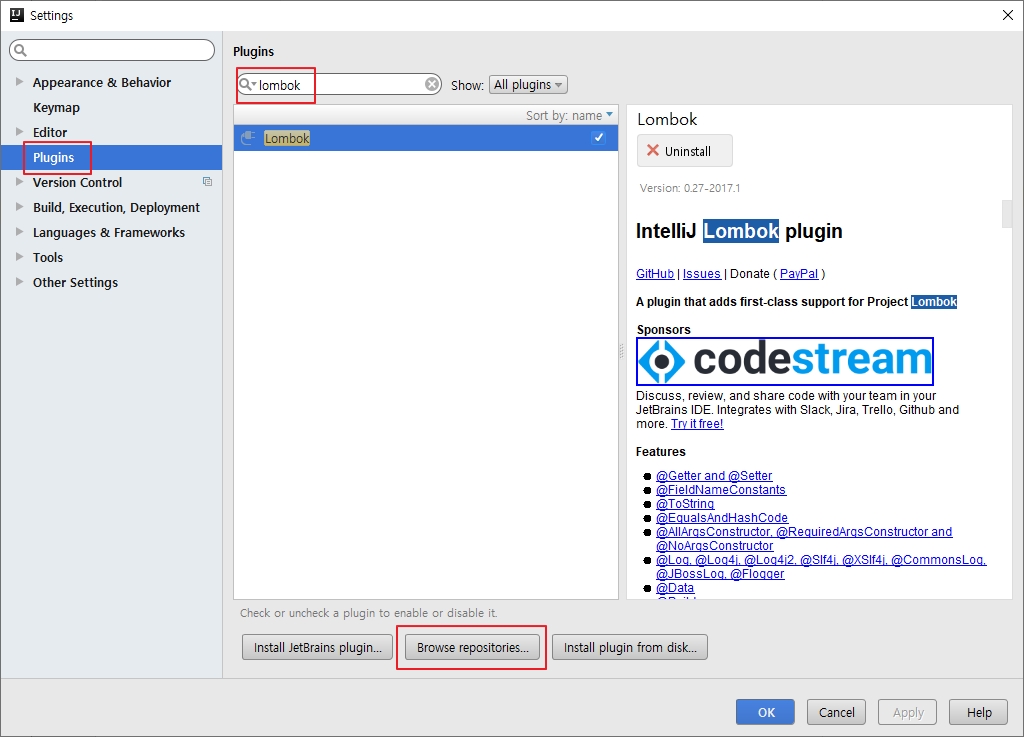 Settings
Plugins
Appearance & Behavior
lombok
Show: All plugins
Keymap
Sort by: name
Lombok
Editor
Lombok
Plugins
Uninstall
Version Control
Version: 0.27-2017.1
Build, Execution, Deployment
IntelliJ Lombok plugin
Languages & Frameworks
Tools
GitHub | Issues | Donate ( PayPal )
Other Settings
A plugin that adds first-class support for Project Lombok
Sponsors
codestream
Discuss, review, and share code with your team in your
JetBrains IDE. Integrates with Slack, Jira, Trello, Github and
more. Try it free!
Features
@Getter and @Setter
@FieldNameConstants
@ToString
@EqualsAndHashCode
@AllArgsConstructor, @RequiredArgsConstructor and
@NoArgsConstructor
@Log, @Log4j, @Log4j2, @Slf4j, @XSlf4j, @CommonsLog,
@JBossLog, @Flogger
@Data
Check or uncheck a plugin to enable or disable it.
Install JetBrains plugin...
Browse repositories...
Install plugin from disk...
OK
Cancel
Apply
Help